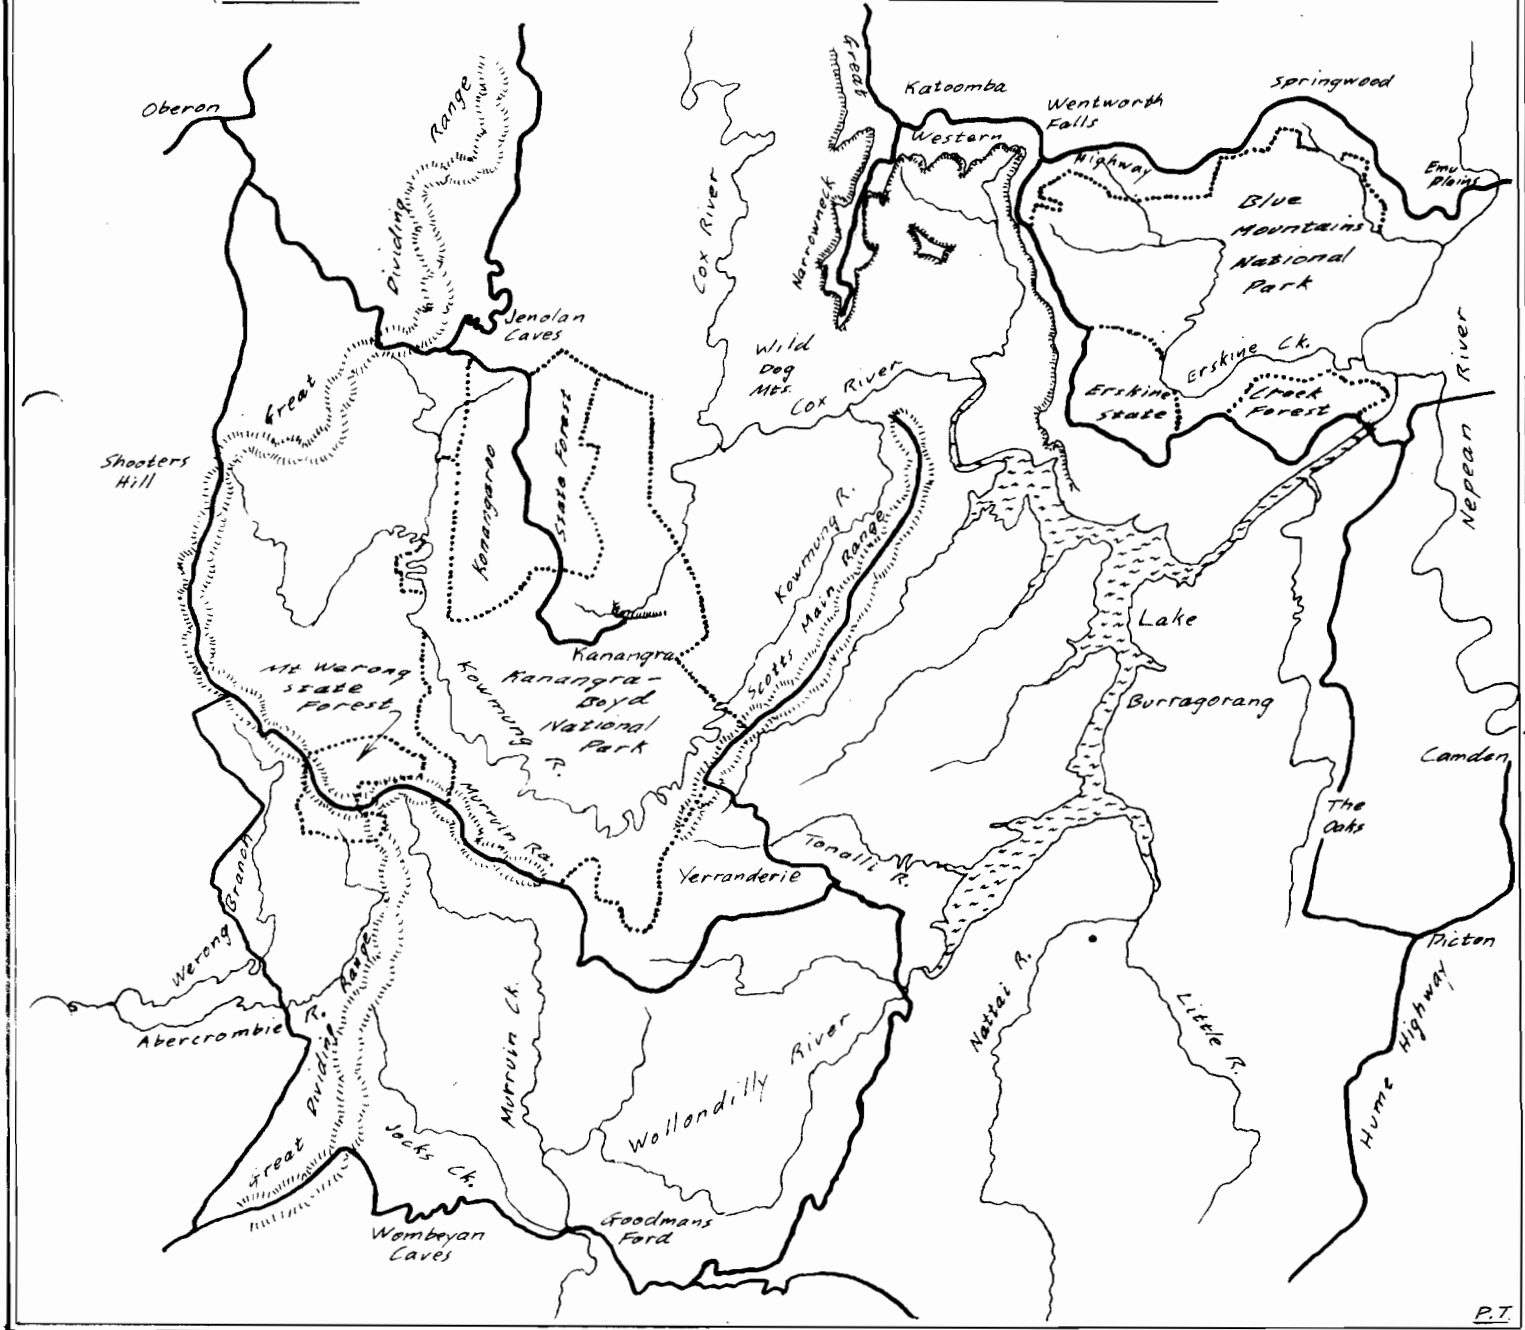 Oberon
Great
Dividing
Range
Cox River
Great
Narrowneck
Katoomba
Western
Highway
Wentworth
Falls
Springwood
Emu
Plains
Blue
Mountains
National
Park
Jenolan
Caves
Wild
Dog
Mts.
Cox River
Erskine Ck.
Erskine
State
Creek
Forest
Nepean River
Great
Shooters
Hill
Konangaroo
State Forest
Kowmung R.
Scotts Main Range
Lake
Burragorang
Kanangra
Kanangra-
Boyd
National
Park
Mt Werong
State
Forest
Kowmung
R.
Murruin Ra.
Camden
The
Oaks
Tonalli
R.
Yerranderie
Werong Branch
Picton
Abercrombie R.
Great Dividing Range
Murruin Ck.
Wollondilly River
Nattai R.
Little R.
Hume Highway
Jocks Ck.
Wombeyan
Caves
Goodmans
Ford
P.T.